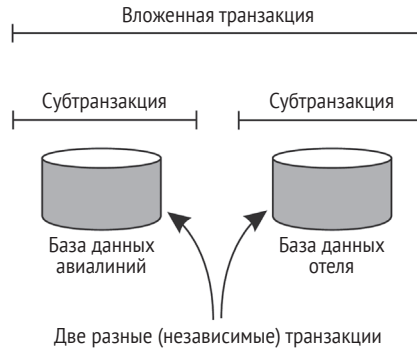 Вложенная транзакция
Субтранзакция
Субтранзакция
База данных
авиалиний
База данных
отеля
Две разные (независимые) транзакции